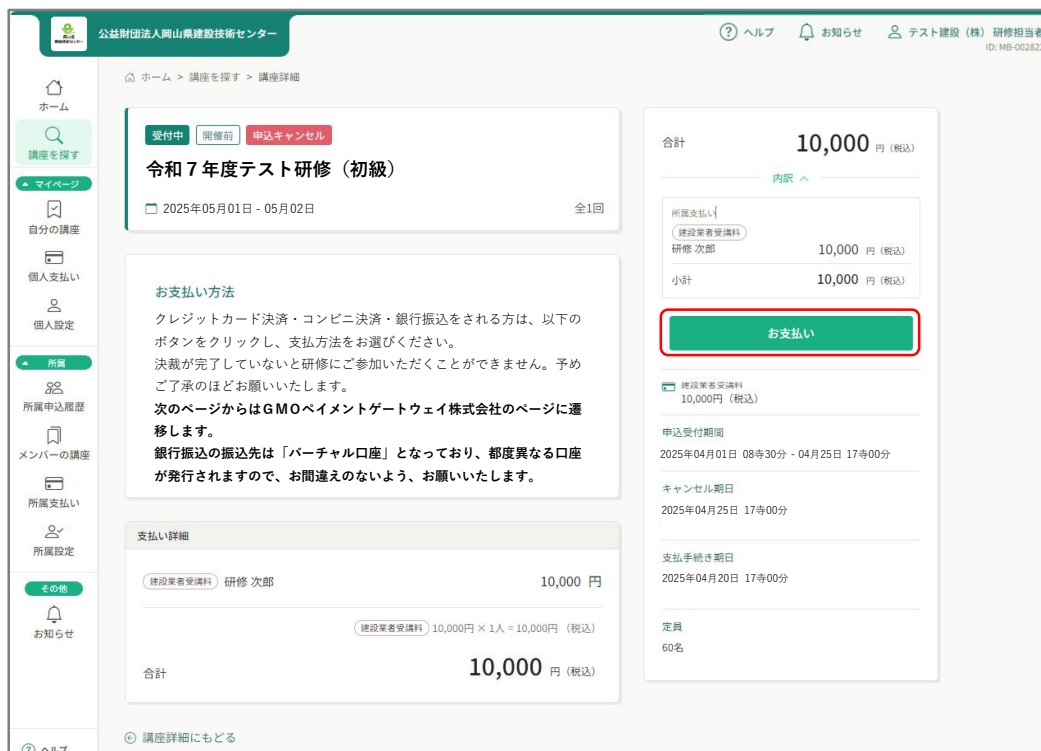 公益財団法人岡山県建設技術センター
ヘルプ
お知らせ
テスト建設（株） 研修担当者
ID: MB-00282
ホーム
講座を探す
マイページ
自分の講座
個人支払い
個人設定
所属
所属申込履歴
メンバーの講座
所属支払い
所属設定
その他
お知らせ
ヘルプ
ホーム > 講座を探す > 講座詳細
受付中 開催前 申込キャンセル
令和７年度テスト研修（初級）
2025年05月01日 - 05月02日 全1回
お支払い方法
クレジットカード決済・コンビニ決済・銀行振込をされる方は、以下の
ボタンをクリックし、支払方法をお選びください。
決裁が完了していないと研修にご参加いただくことができません。予め
ご了承のほどお願いいたします。
次のページからはＧＭＯペイメントゲートウェイ株式会社のページに遷
移します。
銀行振込の振込先は「バーチャル口座」となっており、都度異なる口座
が発行されますので、お間違えのないよう、お願いいたします。
支払い詳細
建設業者受講料 研修 次郎 10,000 円
建設業者受講料 10,000円 × 1人 = 10,000円 （税込）
合計 10,000 円（税込）
講座詳細にもどる
合計 10,000 円（税込）
内訳
所属支払い
建設業者受講料
研修 次郎 10,000 円（税込）
小計 10,000 円（税込）
お支払い
建設業者受講料
10,000円（税込）
申込受付期間
2025年04月01日 08寺30分 - 04月25日 17寺00分
キャンセル期日
2025年04月25日 17寺00分
支払手続き期日
2025年04月20日 17寺00分
定員
60名